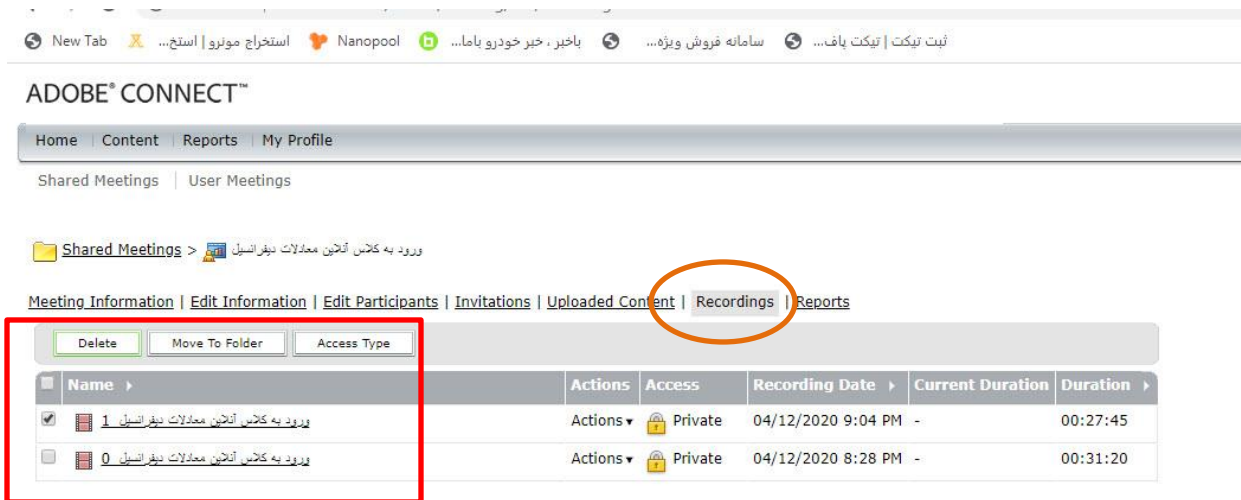 New Tab استخراج مونرو | استخ... Nanopool باخبر ، خبر خودرو باما... سامانه فروش ویژه... ثبت تیکت | تیکت پاف...
ADOBE® CONNECT™
Home | Content | Reports | My Profile
Shared Meetings | User Meetings
Shared Meetings > ورود به کلاس آنلاین معادلات دیفرانسیل
Meeting Information | Edit Information | Edit Participants | Invitations | Uploaded Content | Recordings | Reports
Delete Move To Folder Access Type
Name Actions Access Recording Date Current Duration Duration
ورود به کلاس آنلاین معادلات دیفرانسیل_1 Actions Private 04/12/2020 9:04 PM - 00:27:45
ورود به کلاس آنلاین معادلات دیفرانسیل_0 Actions Private 04/12/2020 8:28 PM - 00:31:20